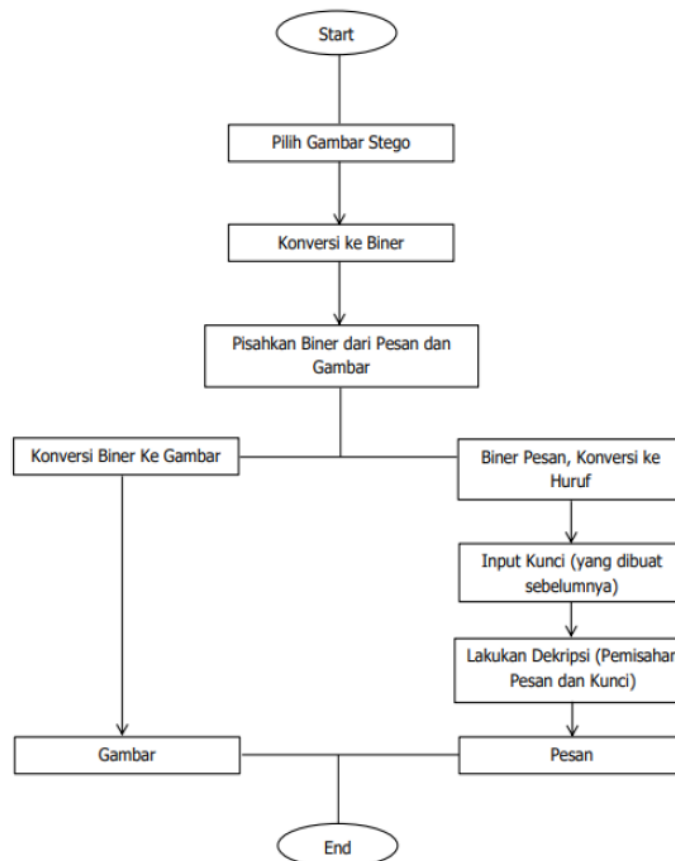 Start
Pilih Gambar Stego
Konversi ke Biner
Pisahkan Biner dari Pesan dan
Gambar
Konversi Biner Ke Gambar
Biner Pesan, Konversi ke
Huruf
Input Kunci (yang dibuat
sebelumnya)
Lakukan Dekripsi (Pemisahan
Pesan dan Kunci)
Gambar
Pesan
End